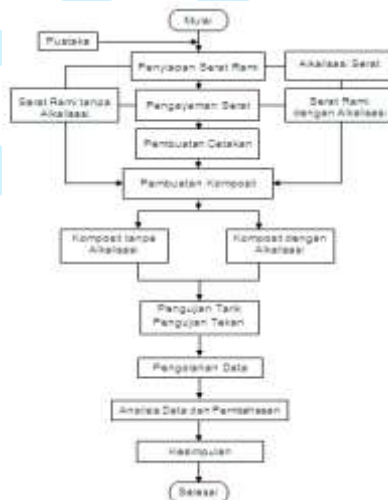 Mulai
Pustaka
Penyiapan Serat Rami
Alkalisasi Serat
Serat Rami tanpa
Alkalisasi
Pengayaman Serat
Serat Rami
dengan Alkalisasi
Pembuatan Cetakan
Pembuatan Komposit
Komposit tanpa
Alkalisasi
Komposit dengan
Alkalisasi
Pengujian Tarik
Pengujian Tekan
Pengolahan Data
Analisis Data dan Pembahasan
Kesimpulan
Selesai